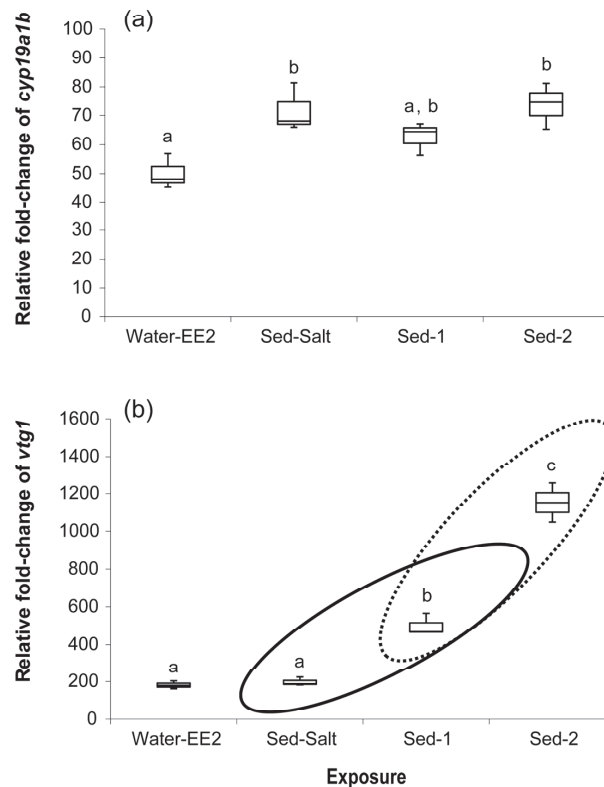 (a)
Relative fold-change of cyp19a1b
100
90
80
70
60
50
40
30
20
10
0
a
b
a, b
b
Water-EE2 Sed-Salt Sed-1 Sed-2
(b)
Relative fold-change of vtg1
1600
1400
1200
1000
800
600
400
200
0
a
a
b
c
Water-EE2 Sed-Salt Sed-1 Sed-2
Exposure